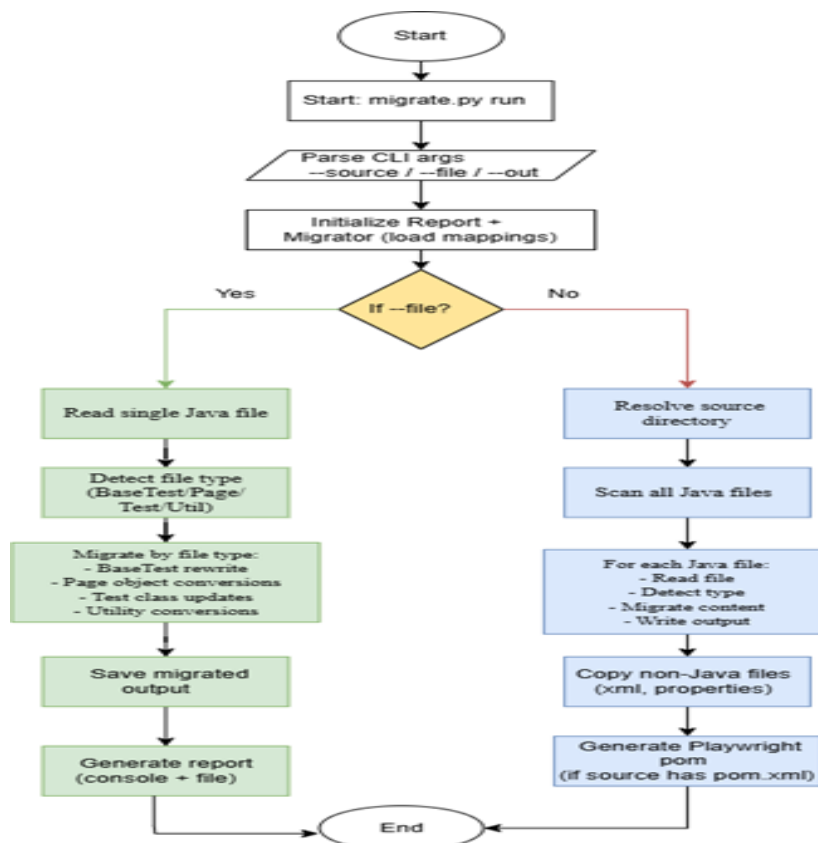 Start
Start: migrate.py run
Parse CLI args
--source / --file / --out
Initialize Report +
Migrator (load mappings)
If --file?
Yes
No
Read single Java file
Detect file type
(BaseTest/Page/
Test/Util)
Migrate by file type:
- BaseTest rewrite
- Page object conversions
- Test class updates
- Utility conversions
Save migrated
output
Generate report
(console + file)
Resolve source
directory
Scan all Java files
For each Java file:
- Read file
- Detect type
- Migrate content
- Write output
Copy non-Java files
(xml, properties)
Generate Playwright
pom
(if source has pom.xml)
End